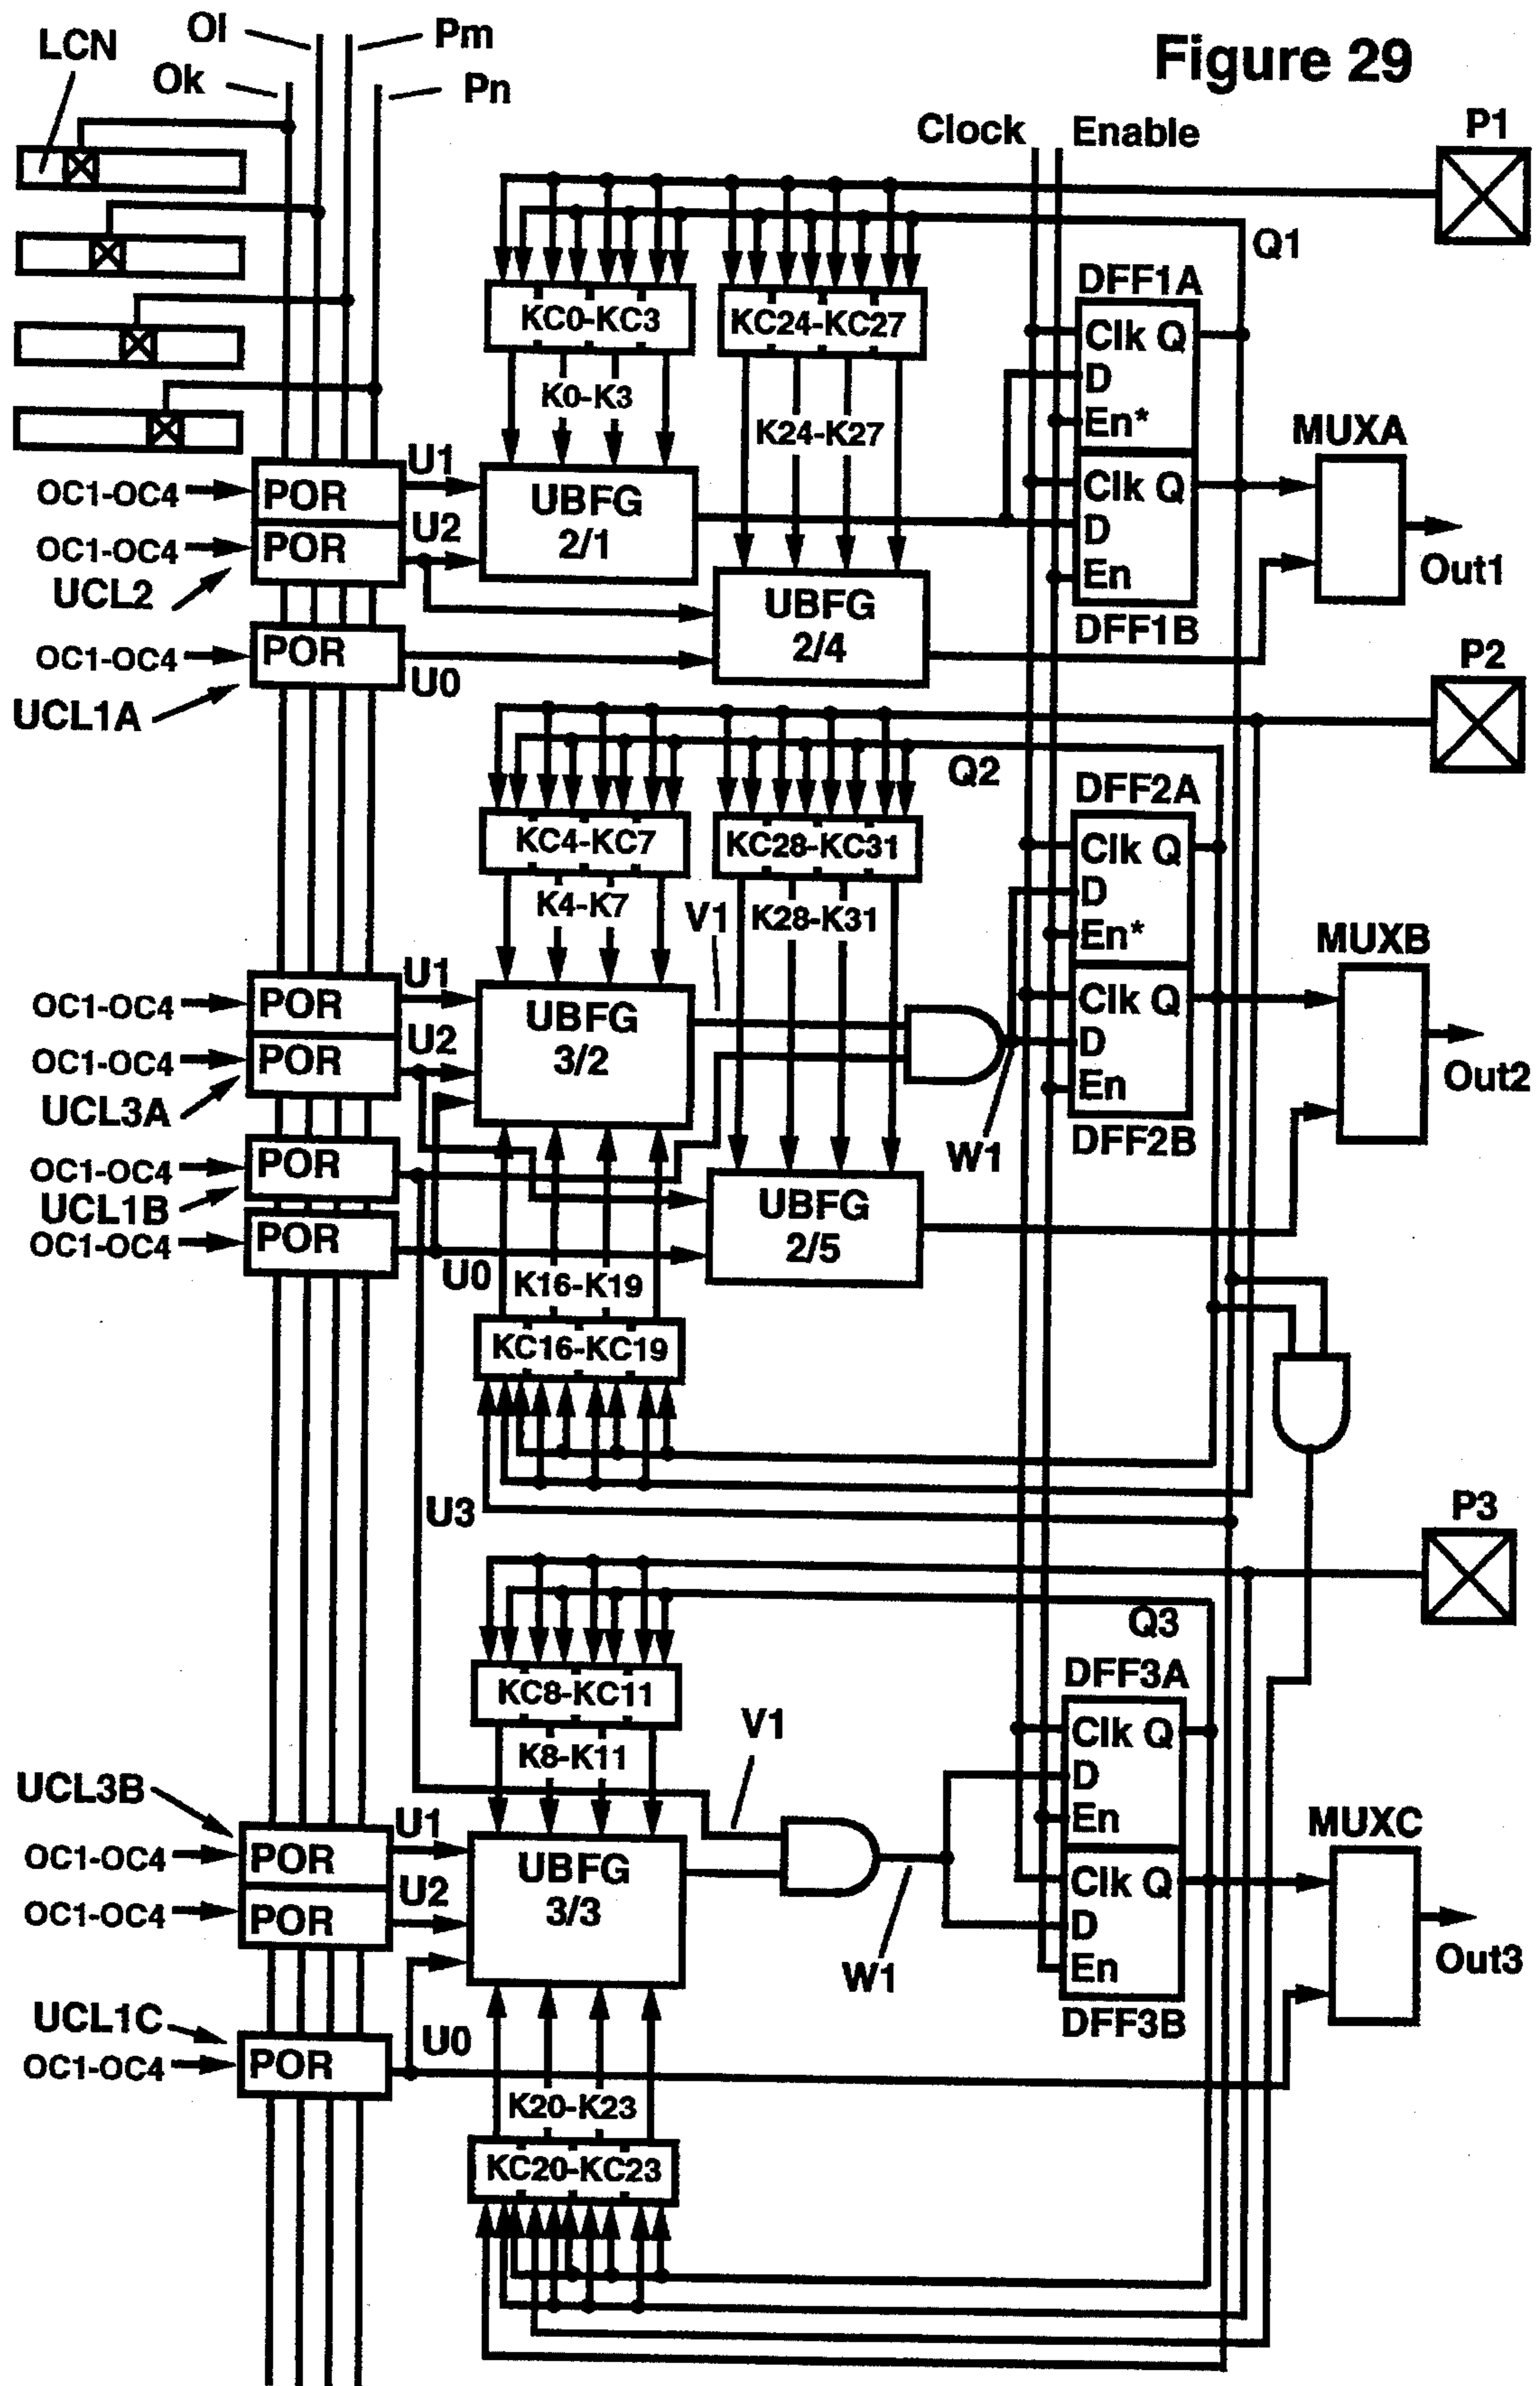 Figure 29
LCN
Ol
Ok
Pm
Pn
Clock
Enable
P1
Q1
KC0-KC3
KC24-KC27
K0-K3
K24-K27
DFF1A
Clk Q
D
En*
Clk Q
D
En
DFF1B
MUXA
Out1
OC1-OC4
POR
U1
UBFG
2/1
OC1-OC4
POR
U2
UCL2
UBFG
2/4
OC1-OC4
POR
U0
UCL1A
P2
Q2
KC4-KC7
KC28-KC31
K4-K7
V1
K28-K31
DFF2A
Clk Q
D
En*
Clk Q
D
En
DFF2B
W1
MUXB
Out2
OC1-OC4
POR
U1
UBFG
3/2
OC1-OC4
POR
U2
UCL3A
OC1-OC4
POR
UCL1B
UBFG
2/5
OC1-OC4
POR
U0
K16-K19
KC16-KC19
U3
P3
Q3
KC8-KC11
K8-K11
V1
DFF3A
Clk Q
D
En
Clk Q
D
En
DFF3B
W1
MUXC
Out3
UCL3B
OC1-OC4
POR
U1
UBFG
3/3
OC1-OC4
POR
U2
UCL1C
OC1-OC4
POR
U0
K20-K23
KC20-KC23